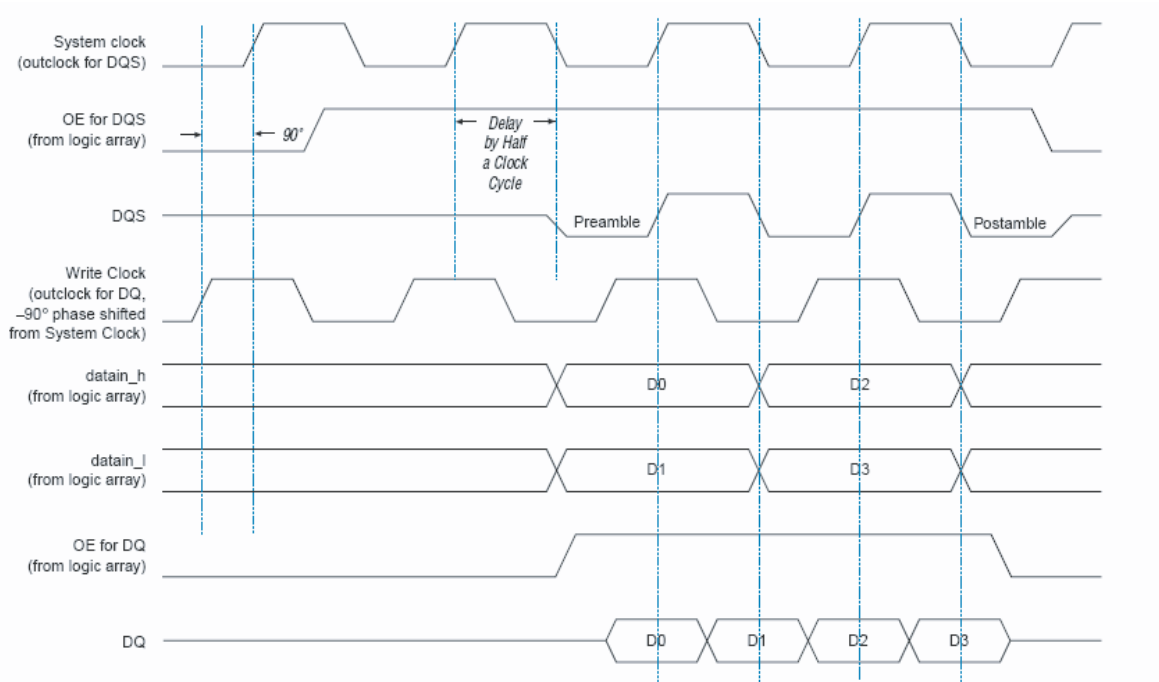 System clock
(outclock for DQS)
OE for DQS
(from logic array)
90°
Delay
by Half
a Clock
Cycle
DQS
Preamble
Postamble
Write Clock
(outclock for DQ,
–90° phase shifted
from System Clock)
datain_h
(from logic array)
D0
D2
datain_l
(from logic array)
D1
D3
OE for DQ
(from logic array)
DQ
D0
D1
D2
D3